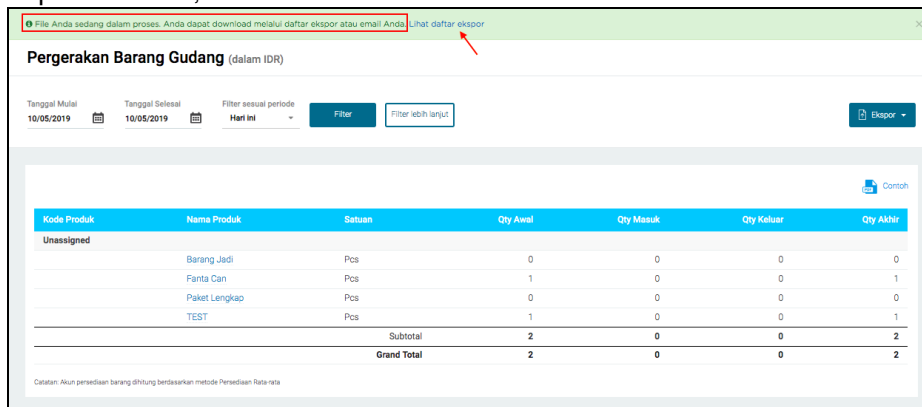 File Anda sedang dalam proses. Anda dapat download melalui daftar ekspor atau email Anda. Lihat daftar ekspor
Pergerakan Barang Gudang (dalam IDR)
Tanggal Mulai Tanggal Selesai Filter sesuai periode
10/05/2019 10/05/2019 Hari ini Filter Filter lebih lanjut Ekspor
Contoh
Kode Produk Nama Produk Satuan Qty Awal Qty Masuk Qty Keluar Qty Akhir
Unassigned
Barang Jadi Pcs 0 0 0 0
Fanta Can Pcs 1 0 0 1
Paket Lengkap Pcs 0 0 0 0
TEST Pcs 1 0 0 1
Subtotal 2 0 0 2
Grand Total 2 0 0 2
Catatan: Akun persediaan barang dihitung berdasarkan metode Persediaan Rata-rata